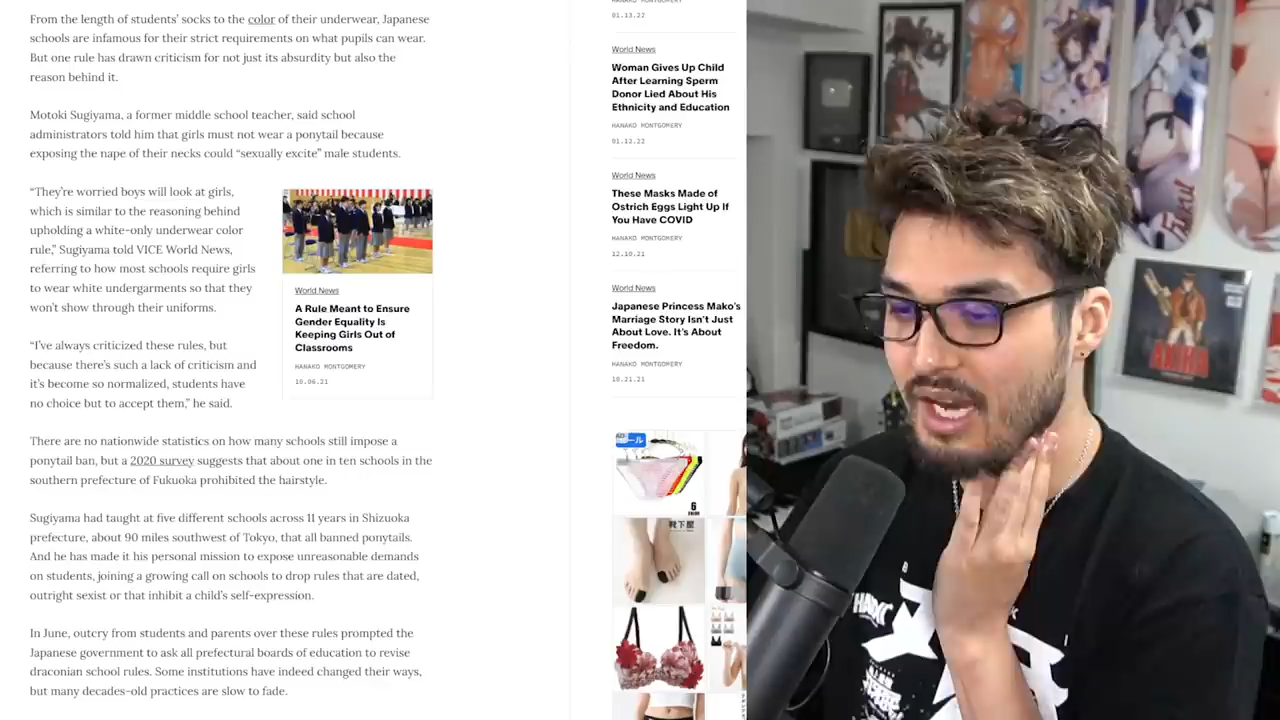 From the length of students' socks to the color of their underwear, Japanese
schools are infamous for their strict requirements on what pupils can wear.
But one rule has drawn criticism for not just its absurdity but also the
reason behind it.
Motoki Sugiyama, a former middle school teacher, said school
administrators told him that girls must not wear a ponytail because
exposing the nape of their necks could “sexually excite” male students.
“They're worried boys will look at girls,
which is similar to the reasoning behind
upholding a white-only underwear color
rule,” Sugiyama told VICE World News,
referring to how most schools require girls
to wear white undergarments so that they
won't show through their uniforms.
“I've always criticized these rules, but
because there's such a lack of criticism and
it's become so normalized, students have
no choice but to accept them,” he said.
World News
A Rule Meant to Ensure
Gender Equality Is
Keeping Girls Out of
Classrooms
HANAKO MONTGOMERY
10.06.21
There are no nationwide statistics on how many schools still impose a
ponytail ban, but a 2020 survey suggests that about one in ten schools in the
southern prefecture of Fukuoka prohibited the hairstyle.
Sugiyama had taught at five different schools across 11 years in Shizuoka
prefecture, about 90 miles southwest of Tokyo, that all banned ponytails.
And he has made it his personal mission to expose unreasonable demands
on students, joining a growing call on schools to drop rules that are dated,
outright sexist or that inhibit a child's self-expression.
In June, outcry from students and parents over these rules prompted the
Japanese government to ask all prefectural boards of education to revise
draconian school rules. Some institutions have indeed changed their ways,
but many decades-old practices are slow to fade.
HANAKO MONTGOMERY
01.13.22
World News
Woman Gives Up Child
After Learning Sperm
Donor Lied About His
Ethnicity and Education
HANAKO MONTGOMERY
01.12.22
World News
These Masks Made of
Ostrich Eggs Light Up If
You Have COVID
HANAKO MONTGOMERY
12.10.21
World News
Japanese Princess Mako's
Marriage Story Isn't Just
About Love. It's About
Freedom.
HANAKO MONTGOMERY
10.21.21
6
COLOR
靴下屋
AKIRA